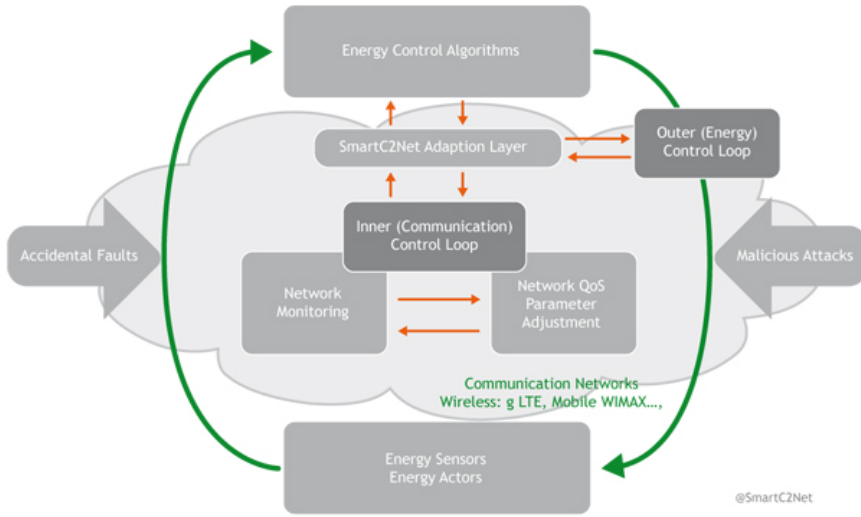 Energy Control Algorithms
SmartC2Net Adaption Layer
Outer (Energy)
Control Loop
Inner (Communication)
Control Loop
Accidental Faults
Malicious Attacks
Network
Monitoring
Network QoS
Parameter
Adjustment
Communication Networks
Wireless: g LTE, Mobile WIMAX...,
Energy Sensors
Energy Actors
@SmartC2Net